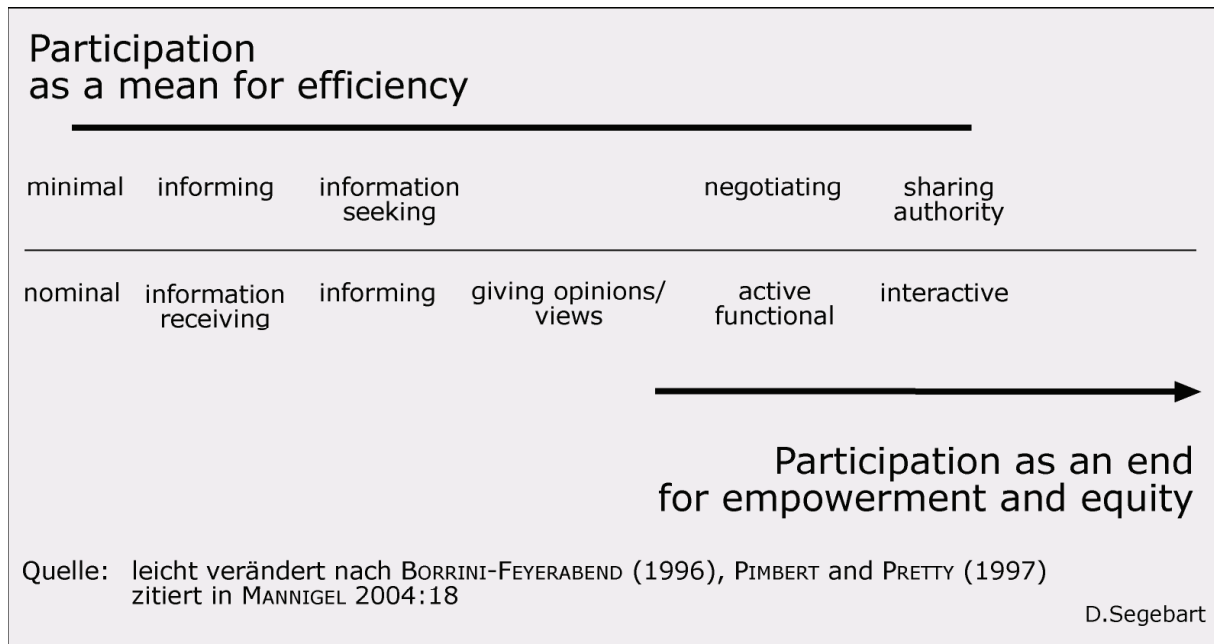 Participation
as a mean for efficiency
minimal informing information negotiating sharing
seeking authority
nominal information informing giving opinions/ active interactive
receiving views functional
Participation as an end
for empowerment and equity
Quelle: leicht verändert nach BORRINI-FEYERABEND (1996), PIMBERT and PRETTY (1997)
zitiert in MANNIGEL 2004:18
D.Segebart